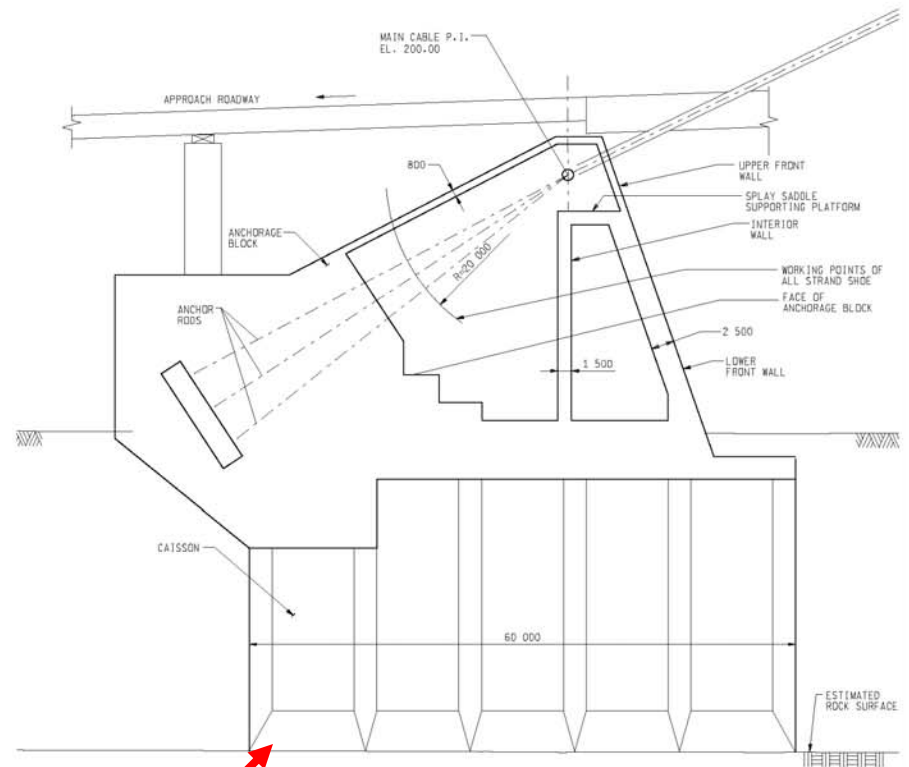 MAIN CABLE P.I.
EL. 200.00
APPROACH ROADWAY
800
UPPER FRONT
WALL
SPLAY SADDLE
SUPPORTING PLATFORM
INTERIOR
WALL
ANCHORAGE
BLOCK
R=20 000
WORKING POINTS OF
ALL STRAND SHOE
FACE OF
ANCHORAGE BLOCK
ANCHOR
RODS
2 500
1 500
LOWER
FRONT WALL
CAISSON
60 000
ESTIMATED
ROCK SURFACE